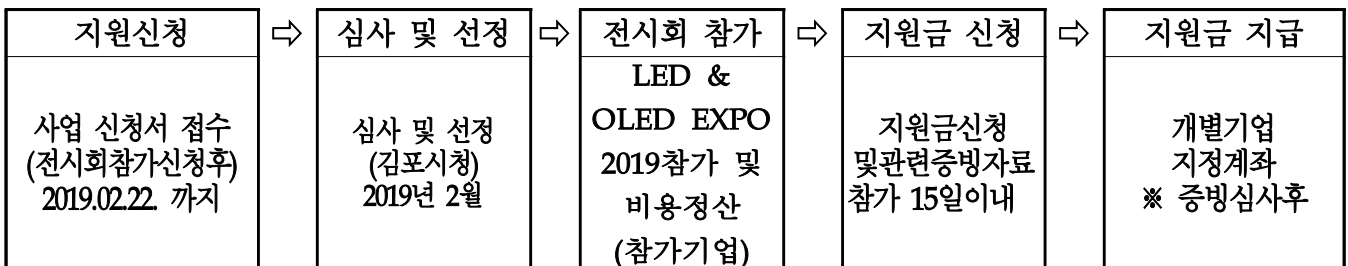 지원신청 ⇨ 심사 및 선정 ⇨ 전시회 참가 ⇨ 지원금 신청 ⇨ 지원금 지급
사업 신청서 접수
(전시회참가신청후)
2019.02.22. 까지
심사 및 선정
(김포시청)
2019년 2월
LED &
OLED EXPO
2019참가 및
비용정산
(참가기업)
지원금신청
및관련증빙자료
참가 15일이내
개별기업
지정계좌
※ 증빙심사후